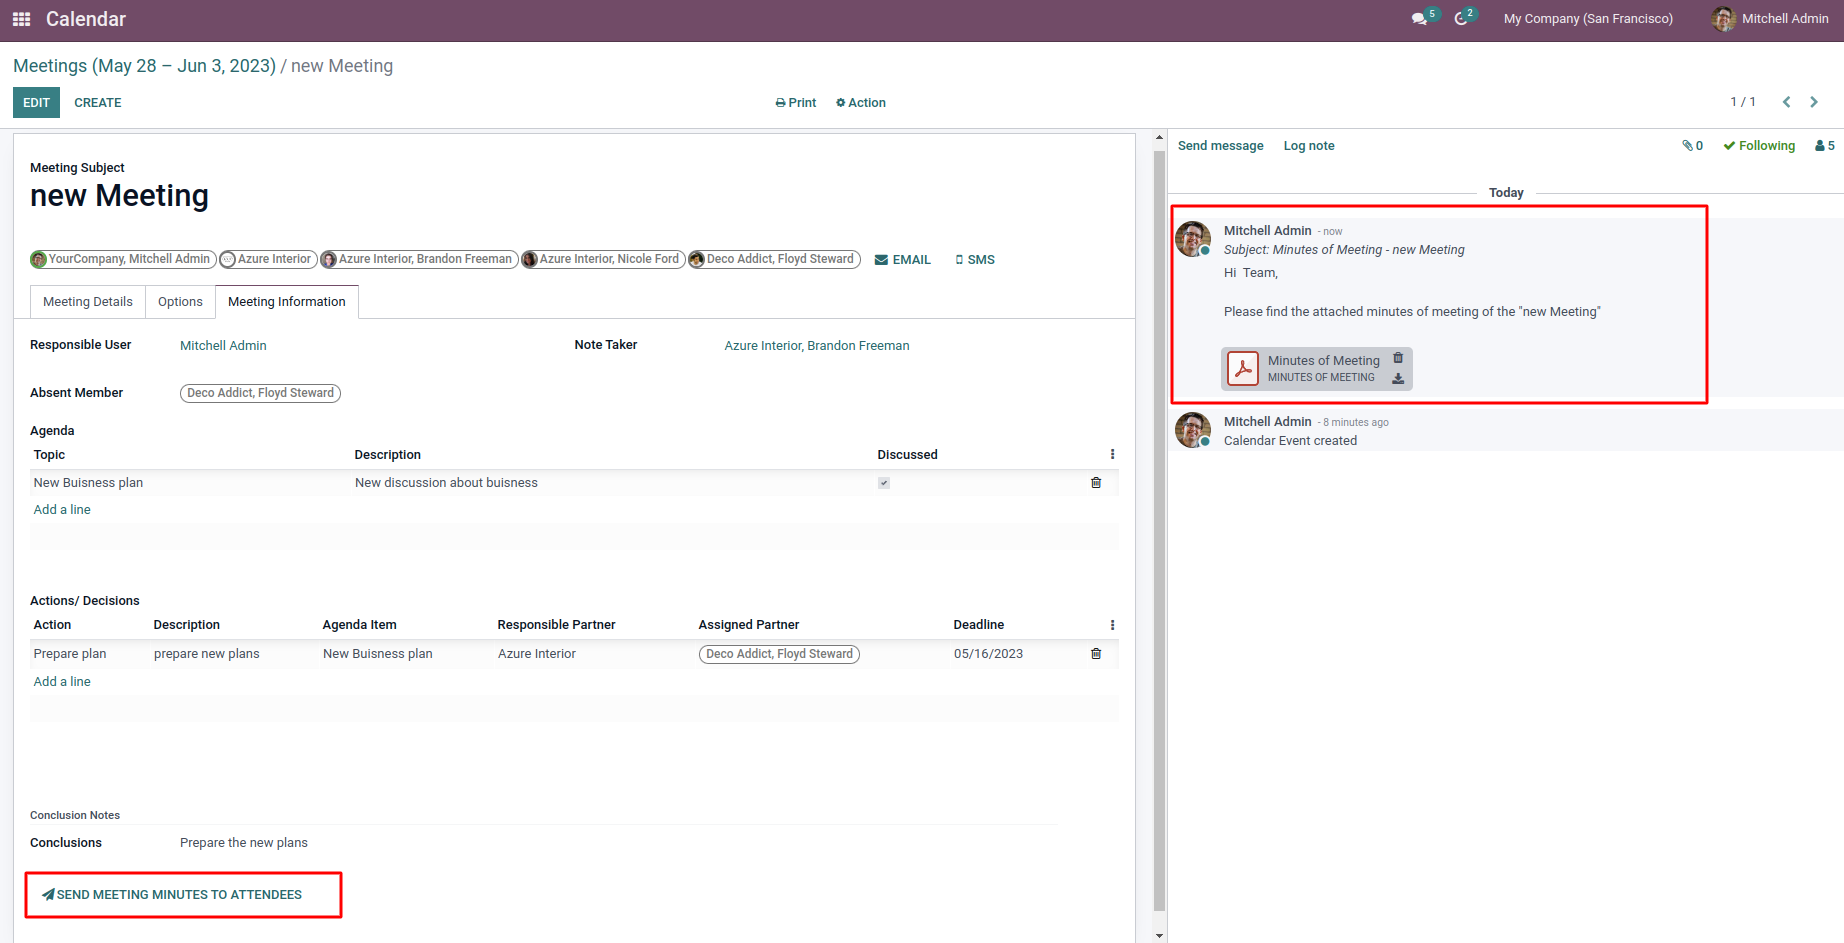 Calendar
5
2
My Company (San Francisco)
Mitchell Admin
Meetings (May 28 – Jun 3, 2023) / new Meeting
EDIT
CREATE
Print
Action
1 / 1
Meeting Subject
new Meeting
YourCompany, Mitchell Admin
Azure Interior
Azure Interior, Brandon Freeman
Azure Interior, Nicole Ford
Deco Addict, Floyd Steward
EMAIL
SMS
Meeting Details
Options
Meeting Information
Responsible User
Mitchell Admin
Note Taker
Azure Interior, Brandon Freeman
Absent Member
Deco Addict, Floyd Steward
Agenda
Topic
Description
Discussed
New Buisness plan
New discussion about buisness
Add a line
Actions/ Decisions
Action
Description
Agenda Item
Responsible Partner
Assigned Partner
Deadline
Prepare plan
prepare new plans
New Buisness plan
Azure Interior
Deco Addict, Floyd Steward
05/16/2023
Add a line
Conclusion Notes
Conclusions
Prepare the new plans
SEND MEETING MINUTES TO ATTENDEES
Send message
Log note
0
Following
5
Today
Mitchell Admin - now
Subject: Minutes of Meeting - new Meeting
Hi Team,
Please find the attached minutes of meeting of the "new Meeting"
Minutes of Meeting
MINUTES OF MEETING
Mitchell Admin - 8 minutes ago
Calendar Event created